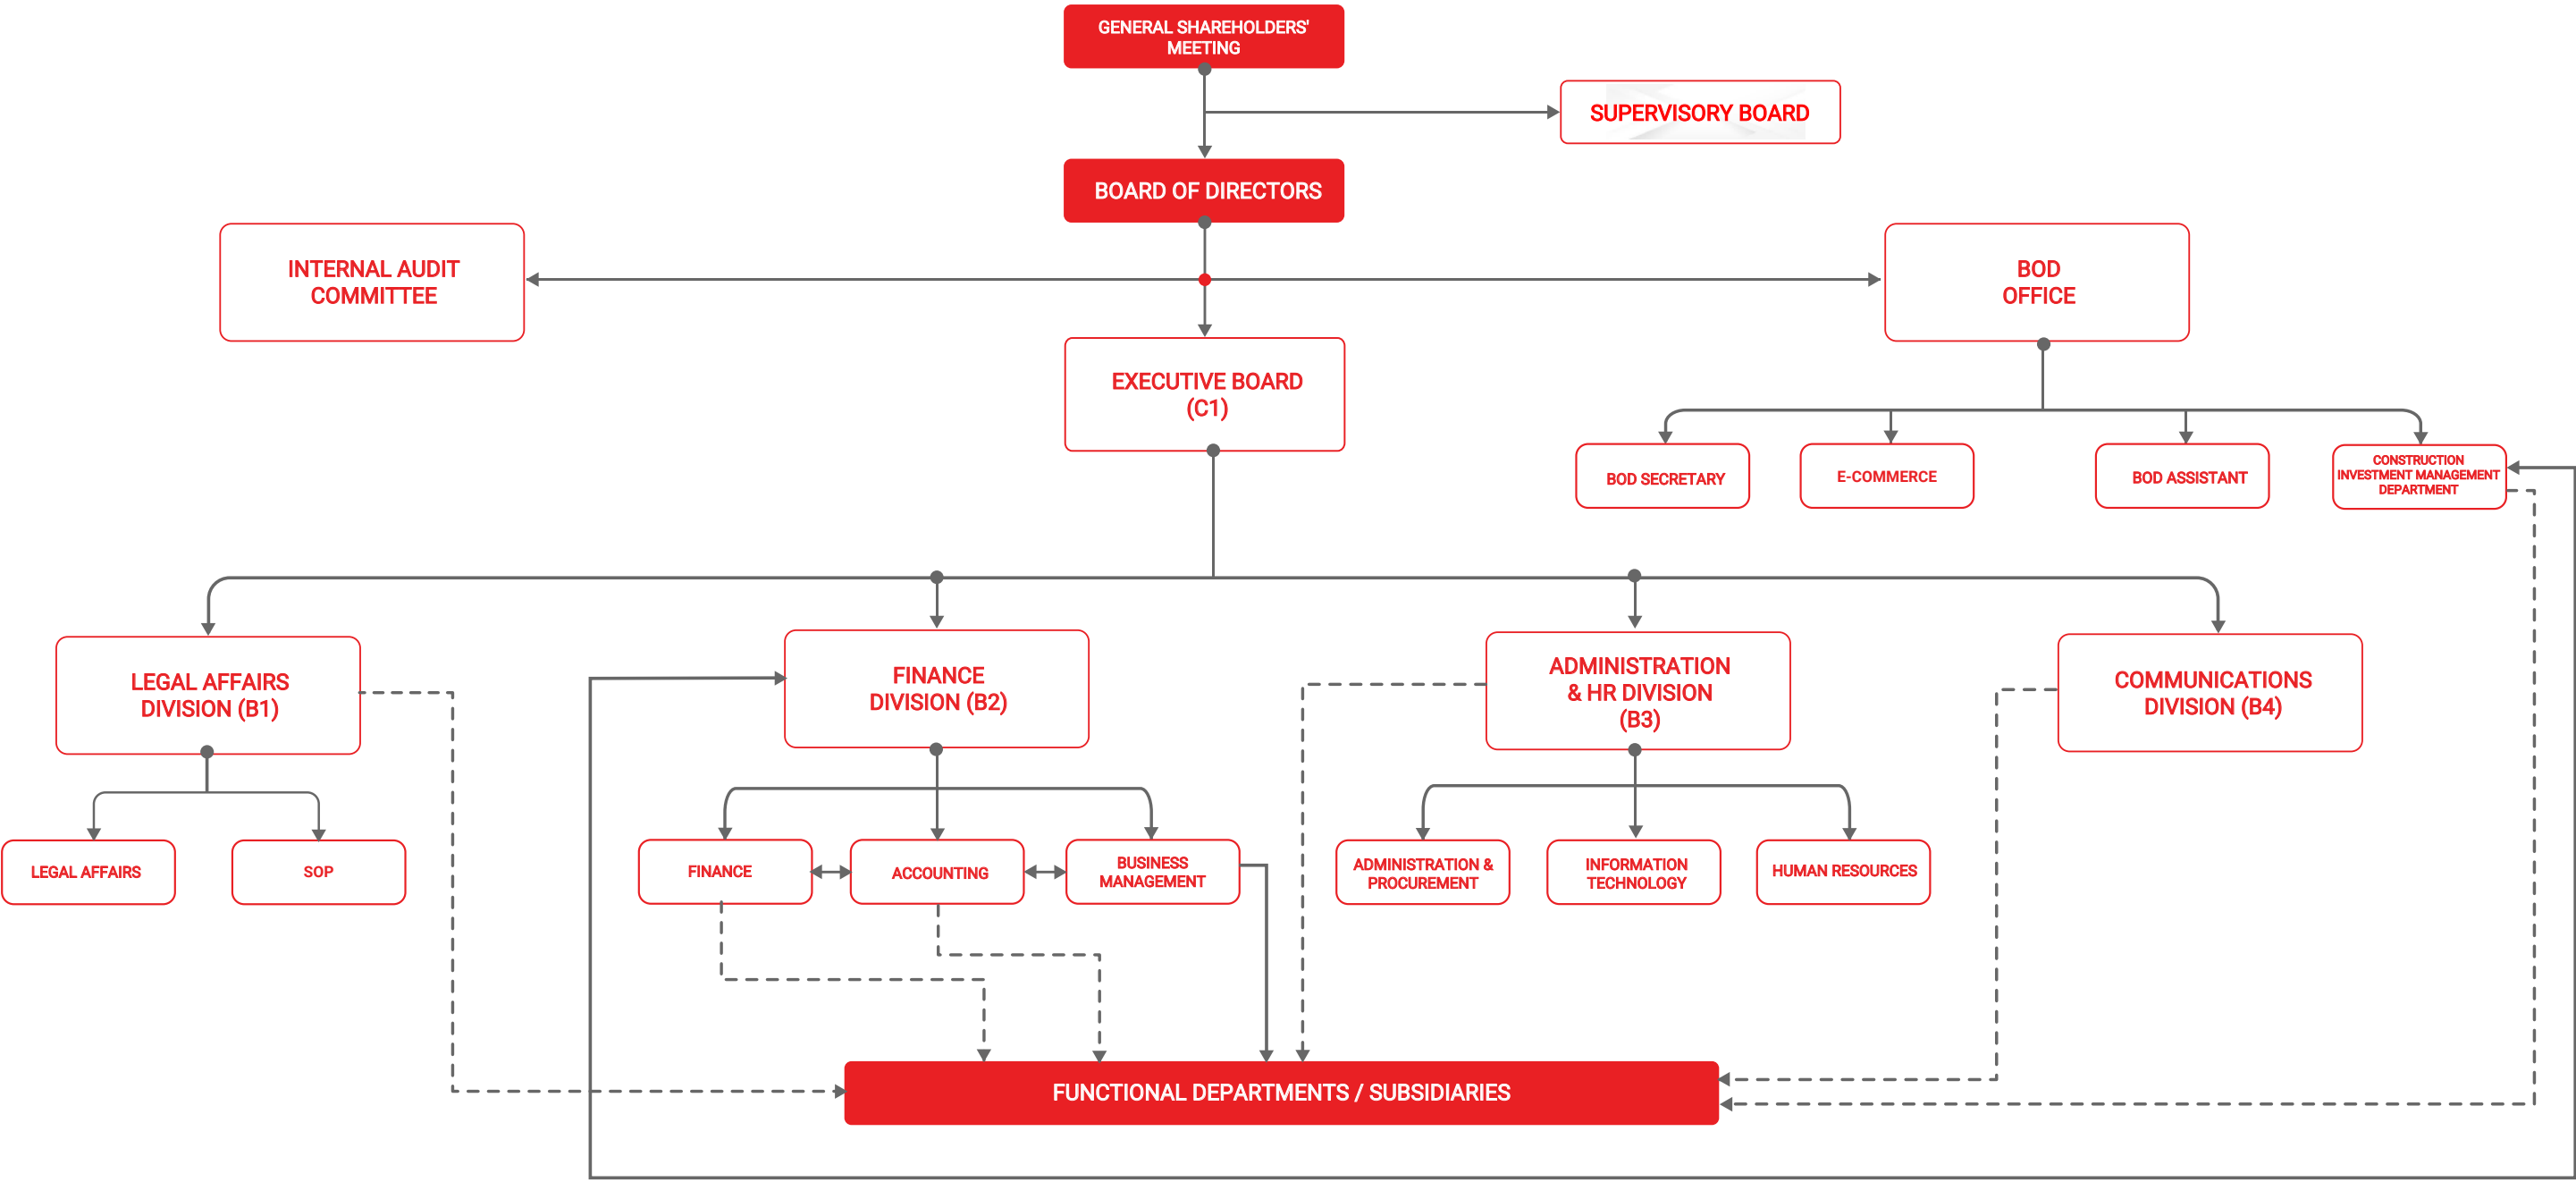 GENERAL SHAREHOLDERS'
MEETING
SUPERVISORY BOARD
BOARD OF DIRECTORS
INTERNAL AUDIT
COMMITTEE
BOD
OFFICE
EXECUTIVE BOARD
(C1)
BOD SECRETARY
E-COMMERCE
BOD ASSISTANT
CONSTRUCTION
INVESTMENT MANAGEMENT
DEPARTMENT
LEGAL AFFAIRS
DIVISION (B1)
FINANCE
DIVISION (B2)
ADMINISTRATION
& HR DIVISION
(B3)
COMMUNICATIONS
DIVISION (B4)
LEGAL AFFAIRS
SOP
FINANCE
ACCOUNTING
BUSINESS
MANAGEMENT
ADMINISTRATION &
PROCUREMENT
INFORMATION
TECHNOLOGY
HUMAN RESOURCES
FUNCTIONAL DEPARTMENTS / SUBSIDIARIES